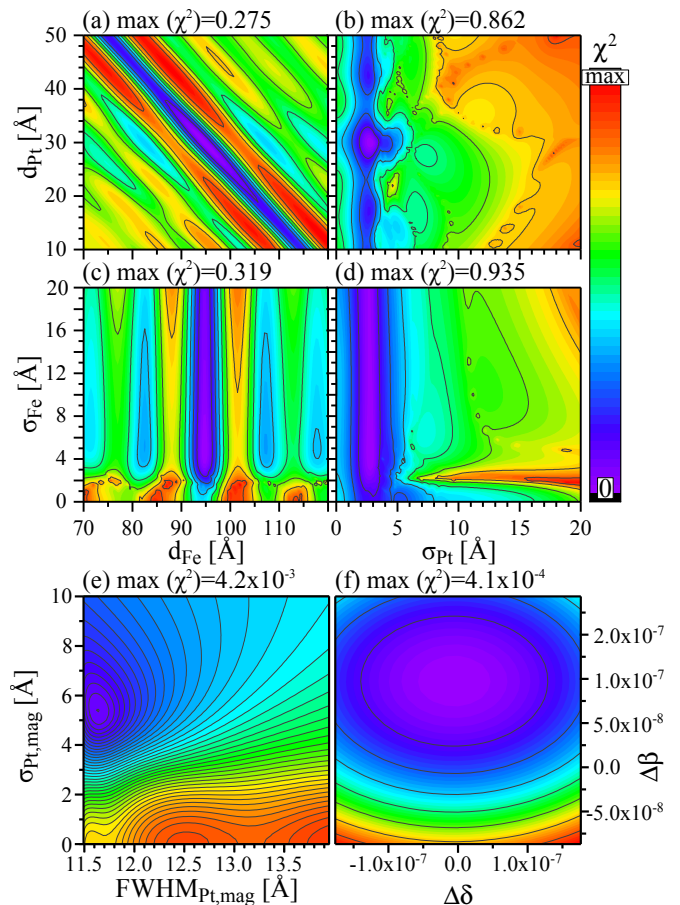 (a) max (χ²)=0.275
(b) max (χ²)=0.862
χ²
max
50
40
30
20
10
d_Pt [Å]
(c) max (χ²)=0.319
(d) max (χ²)=0.935
20
18
16
14
12
10
8
6
4
2
0
σ_Fe [Å]
0
70 80 90 100 110
0 5 10 15 20
d_Fe [Å]
σ_Pt [Å]
(e) max (χ²)=4.2x10⁻³
(f) max (χ²)=4.1x10⁻⁴
10
8
6
4
2
0
σ_Pt,mag [Å]
2.0x10⁻⁷
1.0x10⁻⁷
5.0x10⁻⁸
0.0
-5.0x10⁻⁸
Δβ
11.5 12.0 12.5 13.0 13.5
-1.0x10⁻⁷ 0.0 1.0x10⁻⁷
FWHM_Pt,mag [Å]
Δδ